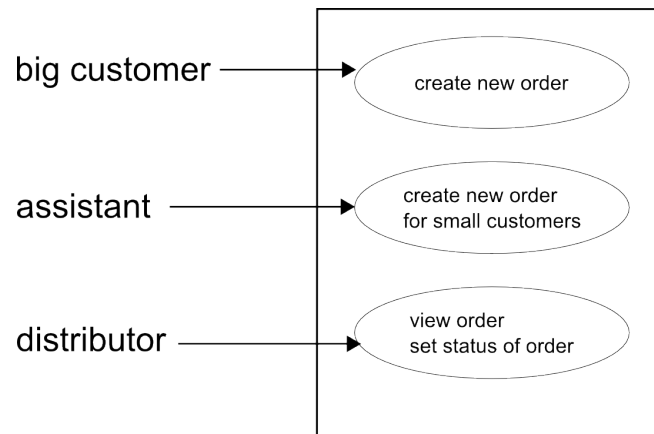 big customer
create new order
assistant
create new order
for small customers
distributor
view order
set status of order